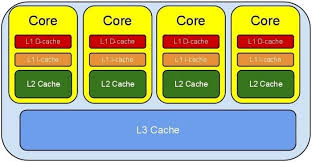 Core Core Core Core
L1 D-cache L1 D-cache L1 D-cache L1 D-cache
L1 I-cache L1 I-cache L1 I-cache L1 I-cache
L2 Cache L2 Cache L2 Cache L2 Cache
L3 Cache